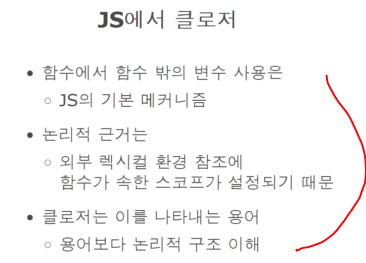 JS에서 클로저
• 함수에서 함수 밖의 변수 사용은
○ JS의 기본 메커니즘
• 논리적 근거는
○ 외부 렉시컬 환경 참조에
함수가 속한 스코프가 설정되기 때문
• 클로저는 이를 나타내는 용어
○ 용어보다 논리적 구조 이해